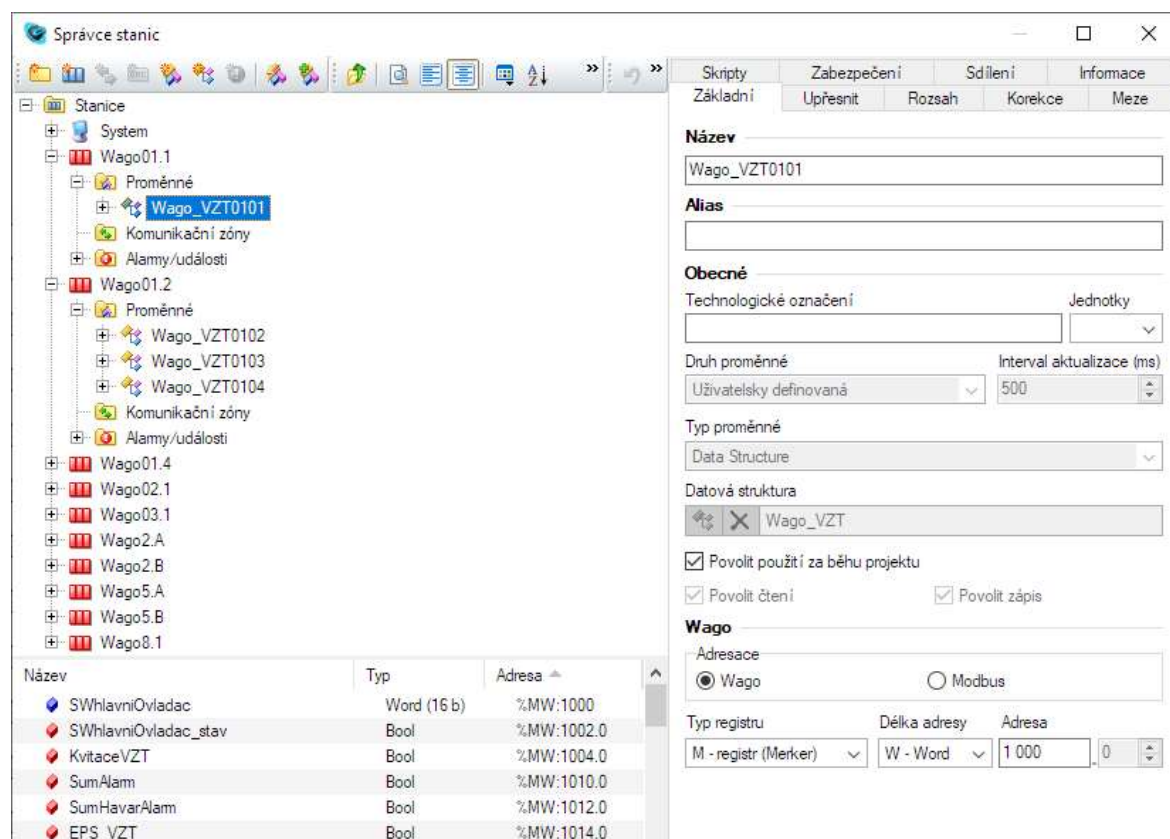 Správce stanic
Stanice
System
Wago01.1
Proměnné
Wago_VZT0101
Komunikační zóny
Alarmy/události
Wago01.2
Proměnné
Wago_VZT0102
Wago_VZT0103
Wago_VZT0104
Komunikační zóny
Alarmy/události
Wago01.4
Wago02.1
Wago03.1
Wago2.A
Wago2.B
Wago5.A
Wago5.B
Wago8.1
Název Typ Adresa
SWhlavniOvladac Word (16 b) %MW:1000
SWhlavniOvladac_stav Bool %MW:1002.0
KvitaceVZT Bool %MW:1004.0
SumAlarm Bool %MW:1010.0
SumHavarAlarm Bool %MW:1012.0
EPS_VZT Bool %MW:1014.0
Skripty Zabezpečení Sdílení Informace
Základní Upřesnit Rozsah Korekce Meze
Název
Wago_VZT0101
Alias
Obecné
Technologické označení Jednotky
Druh proměnné Interval aktualizace (ms)
Uživatelsky definovaná 500
Typ proměnné
Data Structure
Datová struktura
Wago_VZT
Povolit použití za běhu projektu
Povolit čtení Povolit zápis
Wago
Adresace
Wago Modbus
Typ registru Délka adresy Adresa
M - registr (Merker) W - Word 1 000 . 0